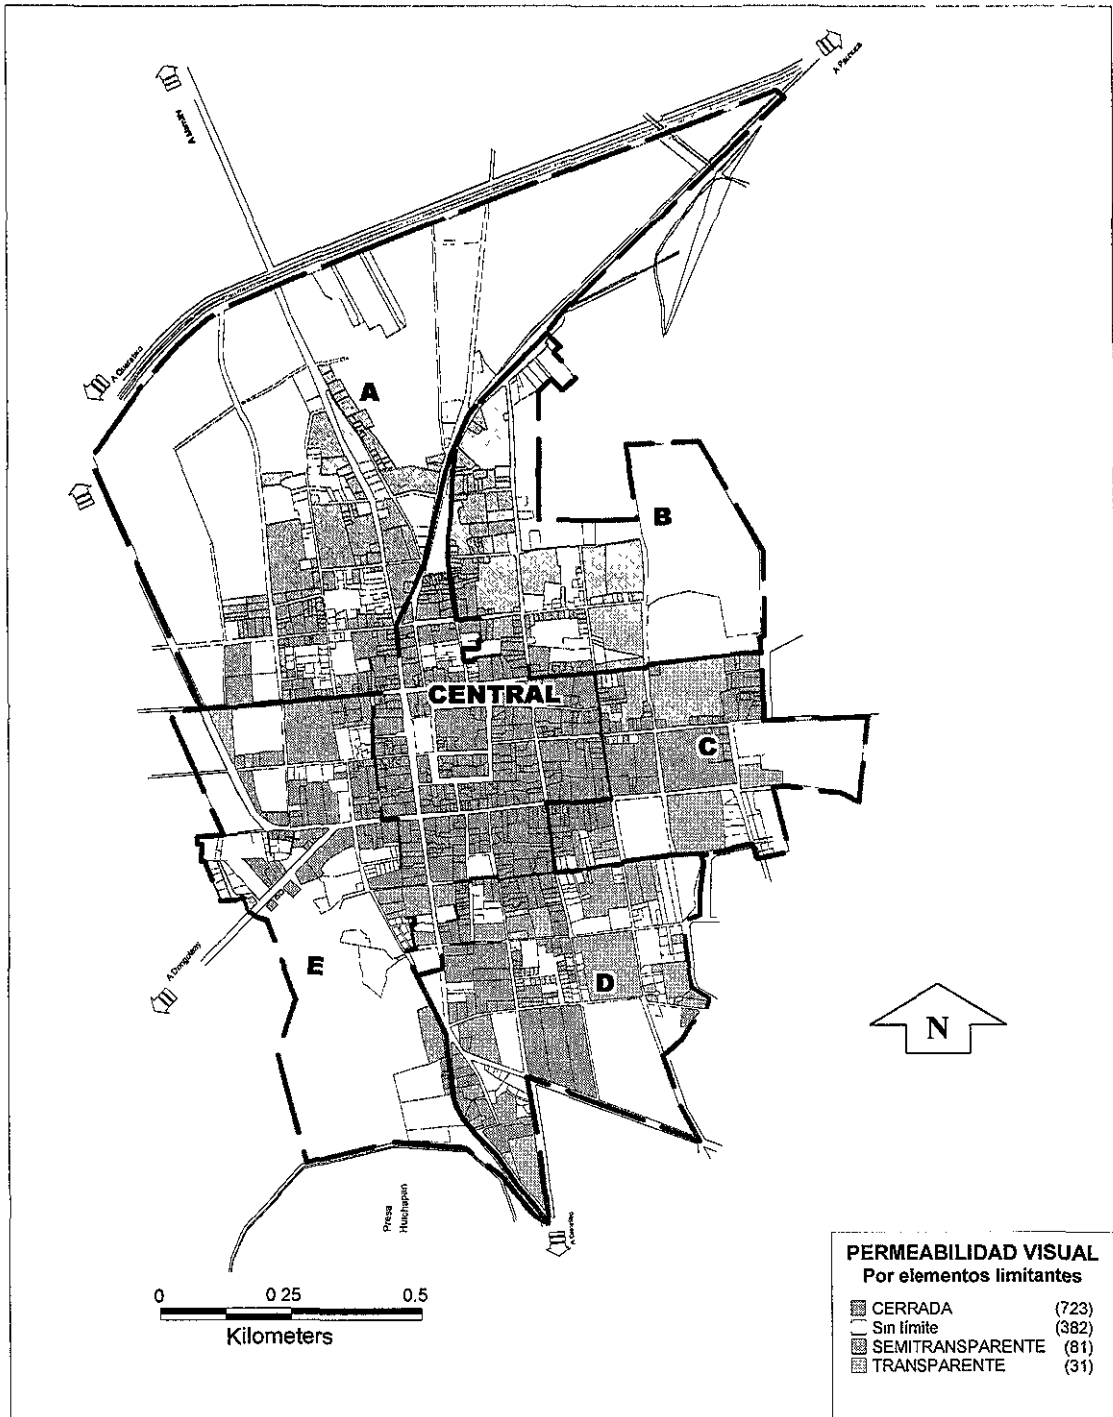 A Pachuca
A Querétaro
A
B
CENTRAL
C
E
D
A Dongoteay
N
Presa
Huichapan
0 0 25 0.5
Kilometers
PERMEABILIDAD VISUAL
Por elementos limitantes
CERRADA (723)
Sin límite (382)
SEMITRANSPARENTE (81)
TRANSPARENTE (31)